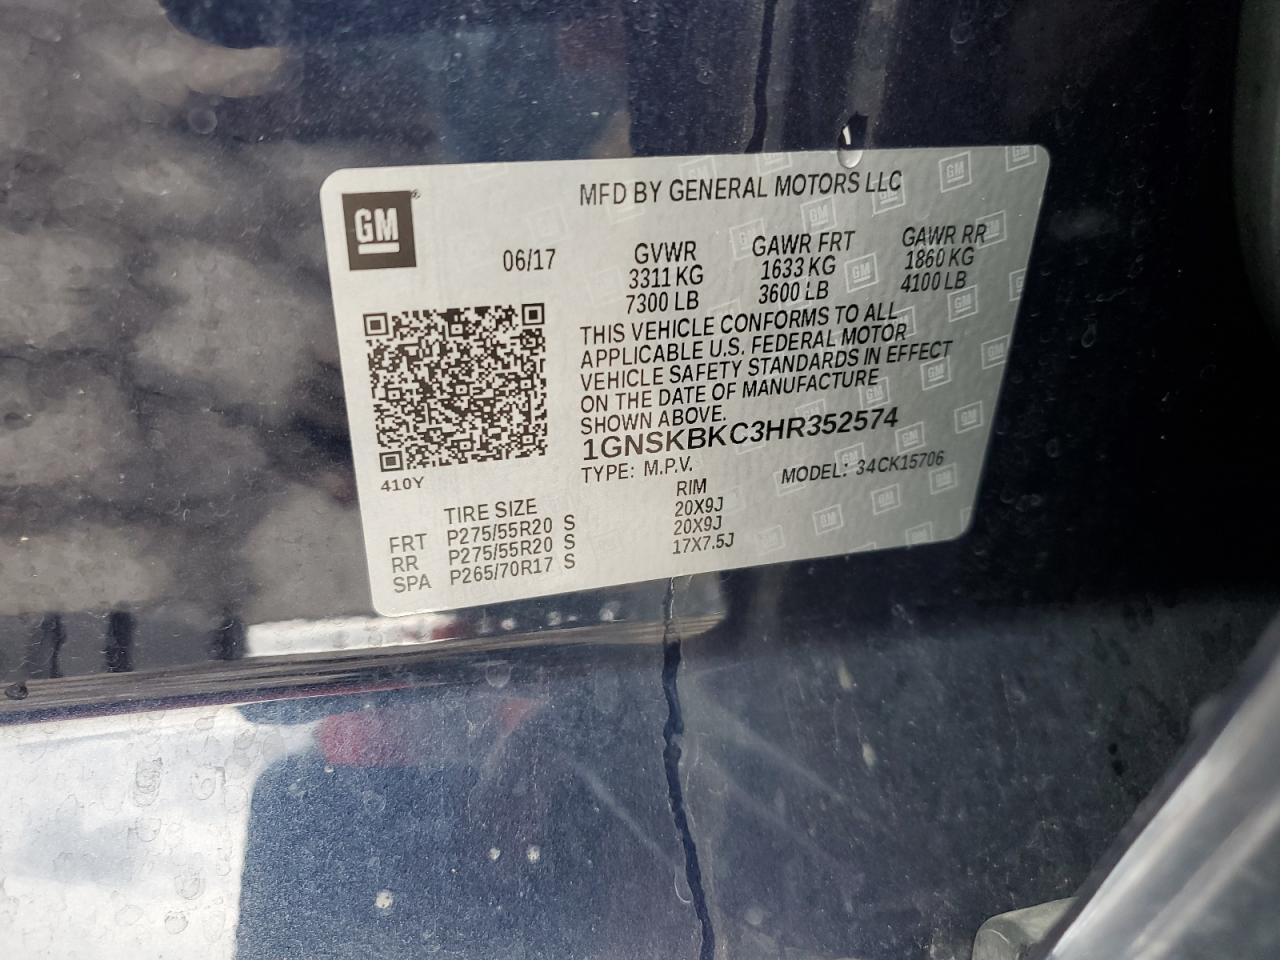 GM
MFD BY GENERAL MOTORS LLC
06/17
GVWR GAWR FRT GAWR RR
3311 KG 1633 KG 1860 KG
7300 LB 3600 LB 4100 LB
THIS VEHICLE CONFORMS TO ALL
APPLICABLE U.S. FEDERAL MOTOR
VEHICLE SAFETY STANDARDS IN EFFECT
ON THE DATE OF MANUFACTURE
SHOWN ABOVE.
1GNSKBKC3HR352574
410Y
TYPE: M.P.V. MODEL: 34CK15706
TIRE SIZE RIM
FRT P275/55R20 S 20X9J
RR P275/55R20 S 20X9J
SPA P265/70R17 S 17X7.5J